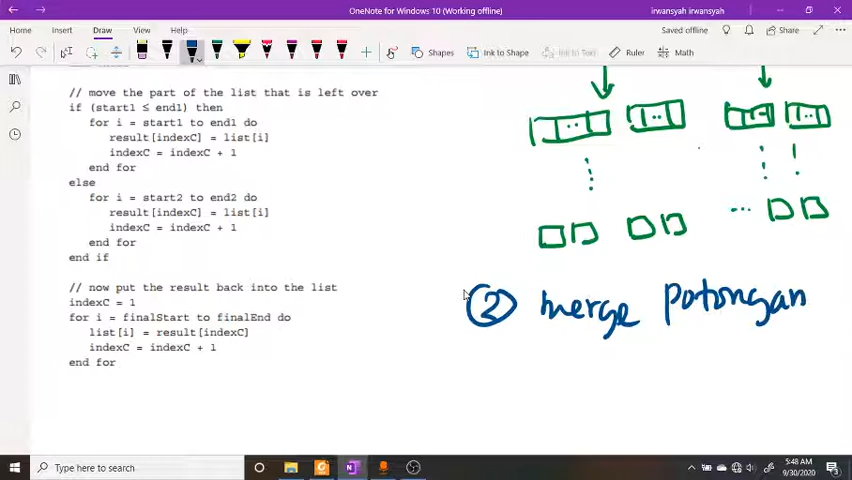 OneNote for Windows 10 (Working offline)
irwansyah irwansyah
Home
Insert
Draw
View
Help
Saved offline
Share
Shapes
Ink to Shape
Ink to Text
Ruler
Math
// move the part of the list that is left over
if (start1 ≤ end1) then
for i = start1 to end1 do
result[indexC] = list[i]
indexC = indexC + 1
end for
else
for i = start2 to end2 do
result[indexC] = list[i]
indexC = indexC + 1
end for
end if
// now put the result back into the list
indexC = 1
for i = finalStart to finalEnd do
list[i] = result[indexC]
indexC = indexC + 1
end for
2 merge potongan
Type here to search
5:48 AM
9/30/2020
3